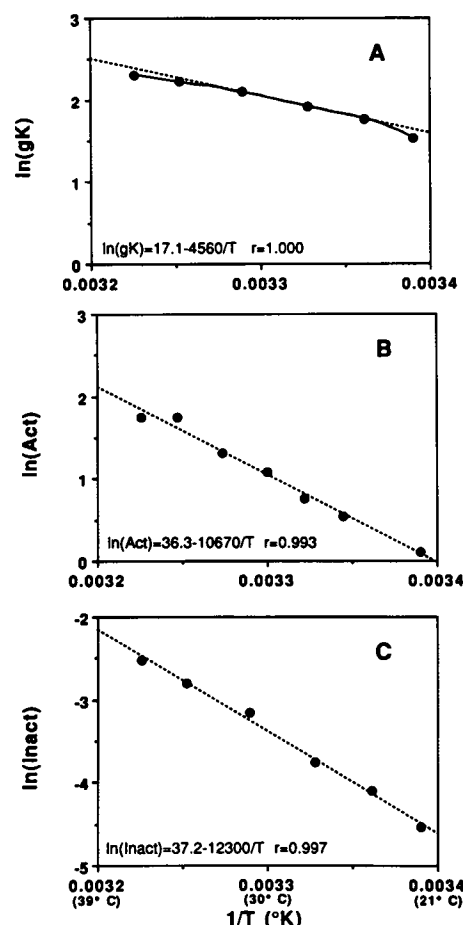 3
A
2
ln(gK)
1
ln(gK)=17.1-4560/T r=1.000
0
0.0032 0.0033 0.0034
3
B
2
ln(Act)
1
ln(Act)=36.3-10670/T r=0.993
0
0.0032 0.0033 0.0034
-2
C
-3
ln(Inact)
-4
ln(Inact)=37.2-12300/T r=0.997
-5
0.0032 0.0033 0.0034
(39° C) (30° C) (21° C)
1/T (°K)